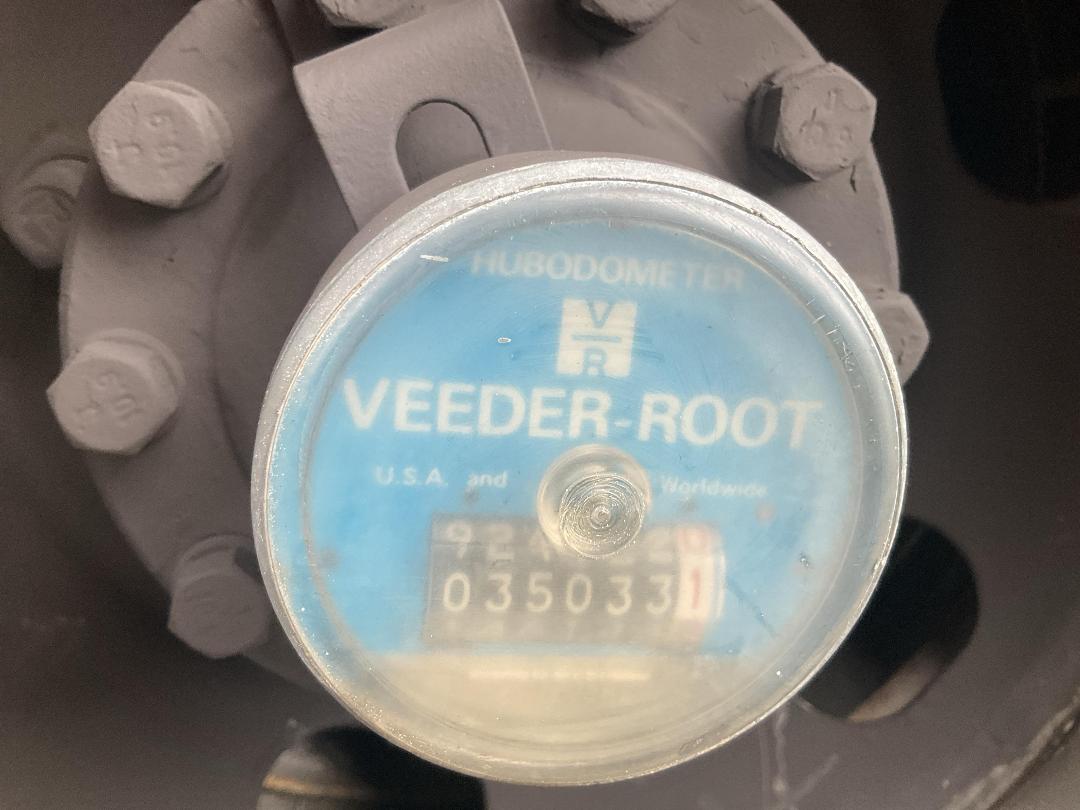 HUBODOMETER
V
R
VEEDER-ROOT
U.S.A. and Worldwide
0350331